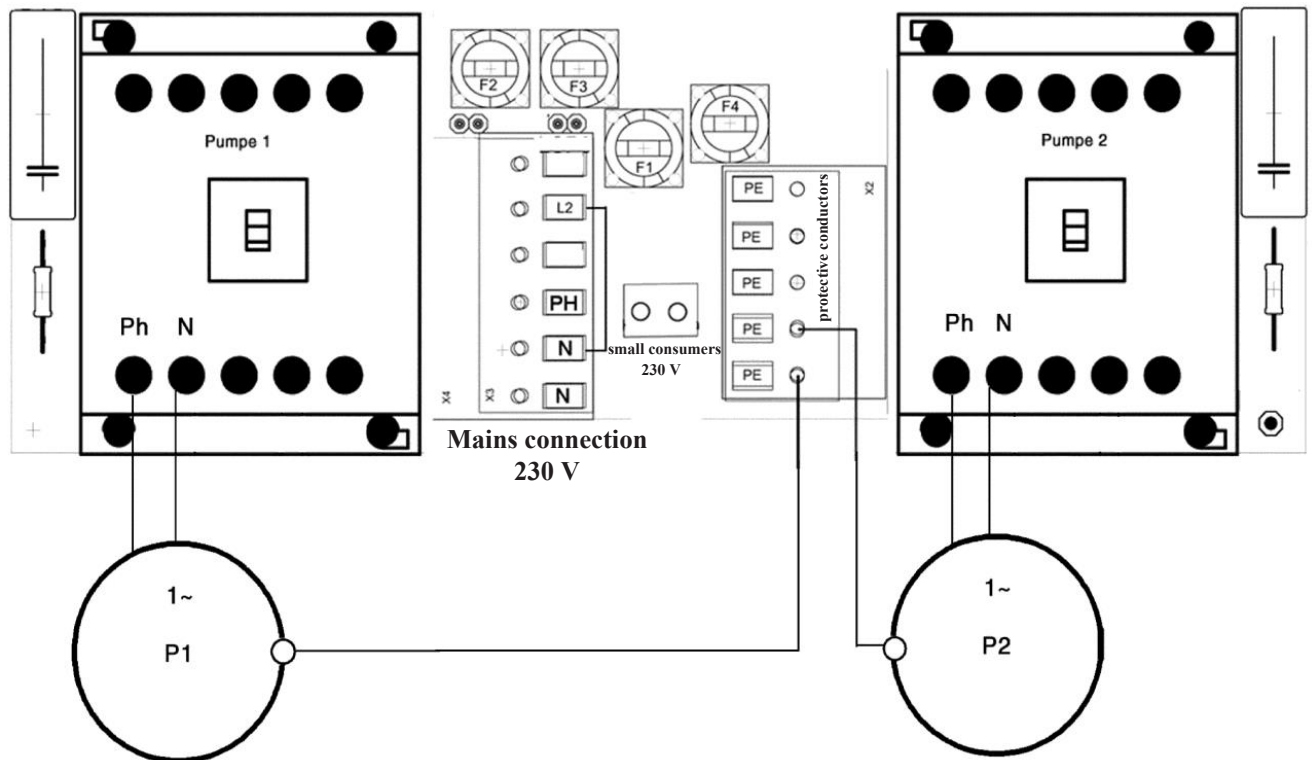 F2
F3
F4
F1
Pumpe 1
Pumpe 2
PE
X2
L2
PE
protective conductors
PE
PH
PE
Ph N
N
small consumers
230 V
Ph N
PE
X4
X3
N
Mains connection
230 V
1~
P1
1~
P2